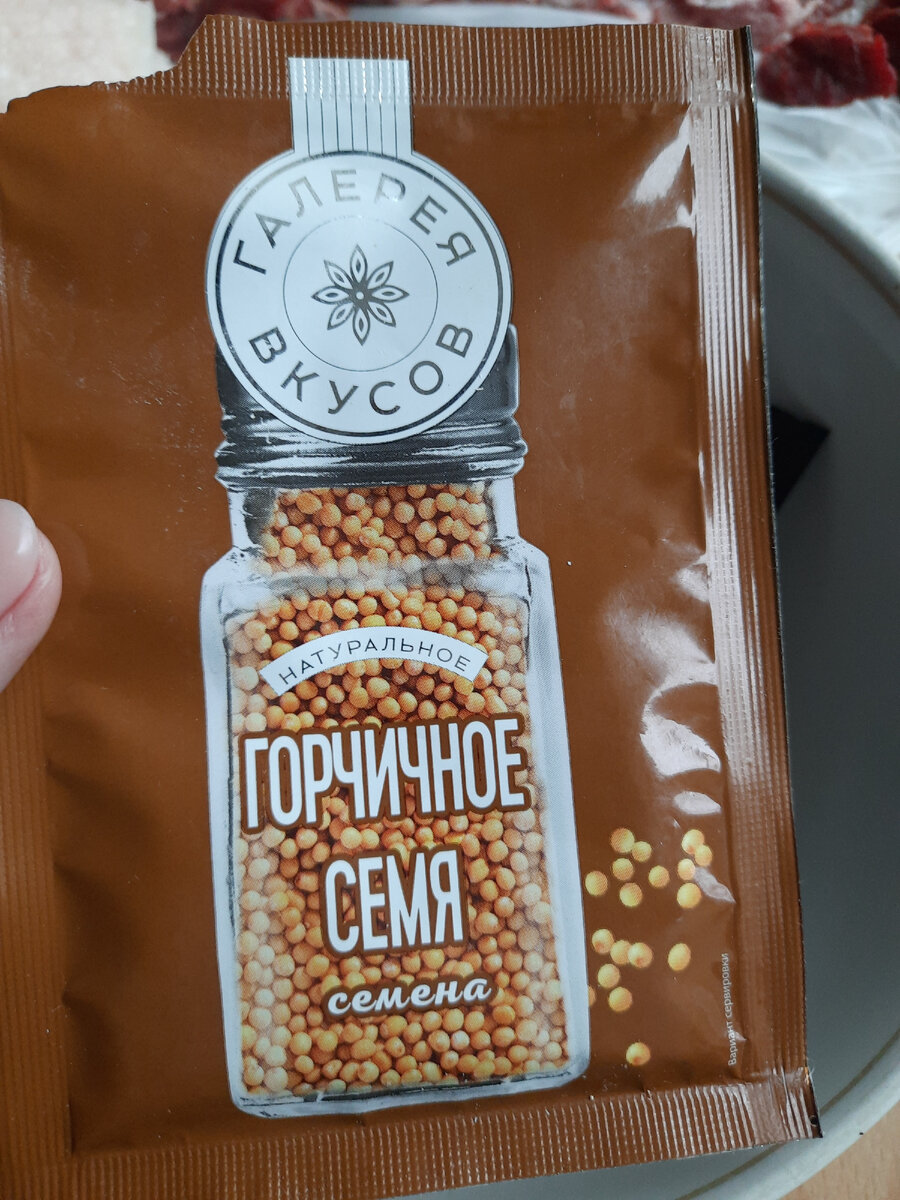 ГАЛЕРЕЯ
ВКУСОВ
НАТУРАЛЬНОЕ
ГОРЧИЧНОЕ
СЕМЯ
семена
Вариант сервировки